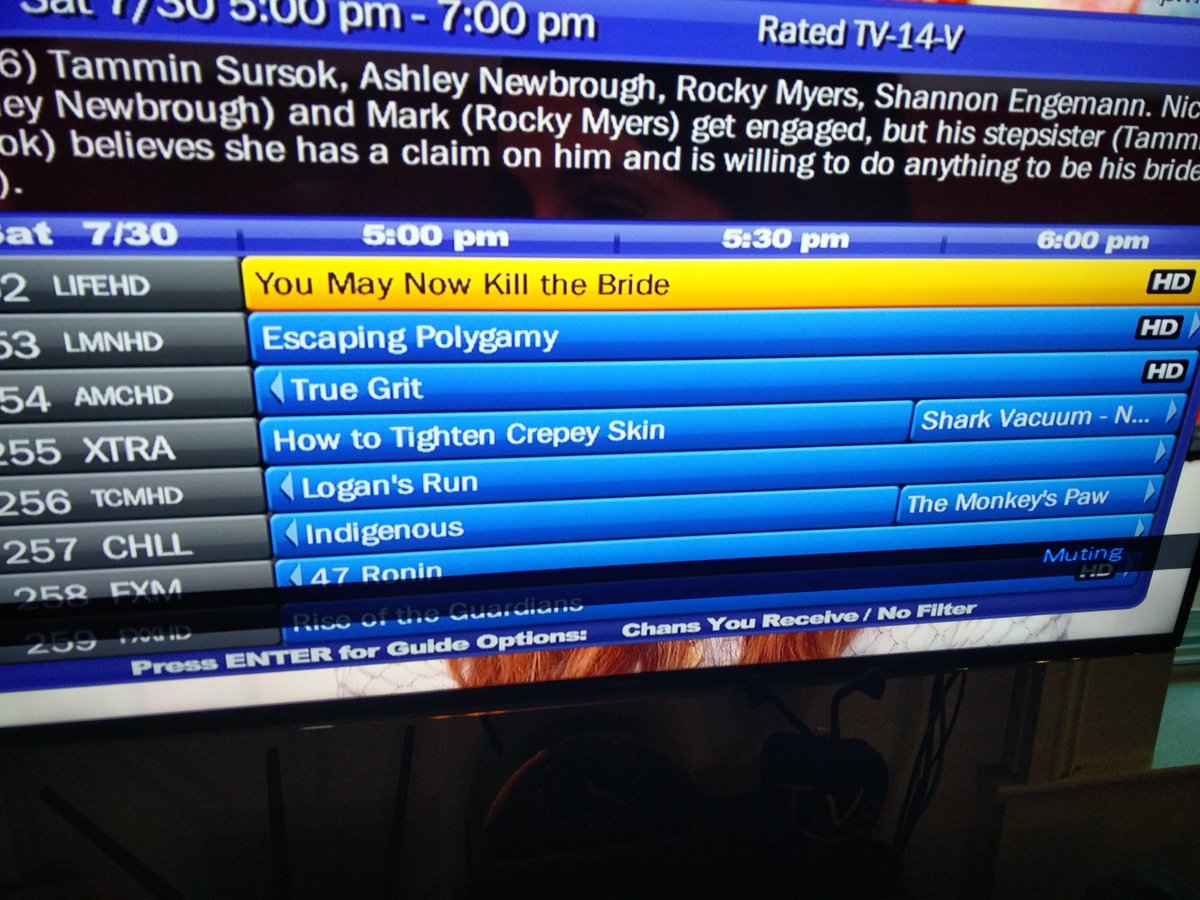 Sat 7/30 5:00 pm - 7:00 pm Rated TV-14-V
6) Tammin Sursok, Ashley Newbrough, Rocky Myers, Shannon Engemann. Nic
ley Newbrough) and Mark (Rocky Myers) get engaged, but his stepsister (Tamm
ok) believes she has a claim on him and is willing to do anything to be his bride
).
Sat 7/30 5:00 pm 5:30 pm 6:00 pm
52 LIFEHD You May Now Kill the Bride HD
53 LMNHD Escaping Polygamy HD
54 AMCHD True Grit HD
255 XTRA How to Tighten Crepey Skin Shark Vacuum - N...
256 TCMHD Logan's Run
257 CHLL Indigenous The Monkey's Paw
258 FXM 47 Ronin
Muting
259 Rise of the Guardians HD
Press ENTER for Guide Options: Chans You Receive / No Filter
TV